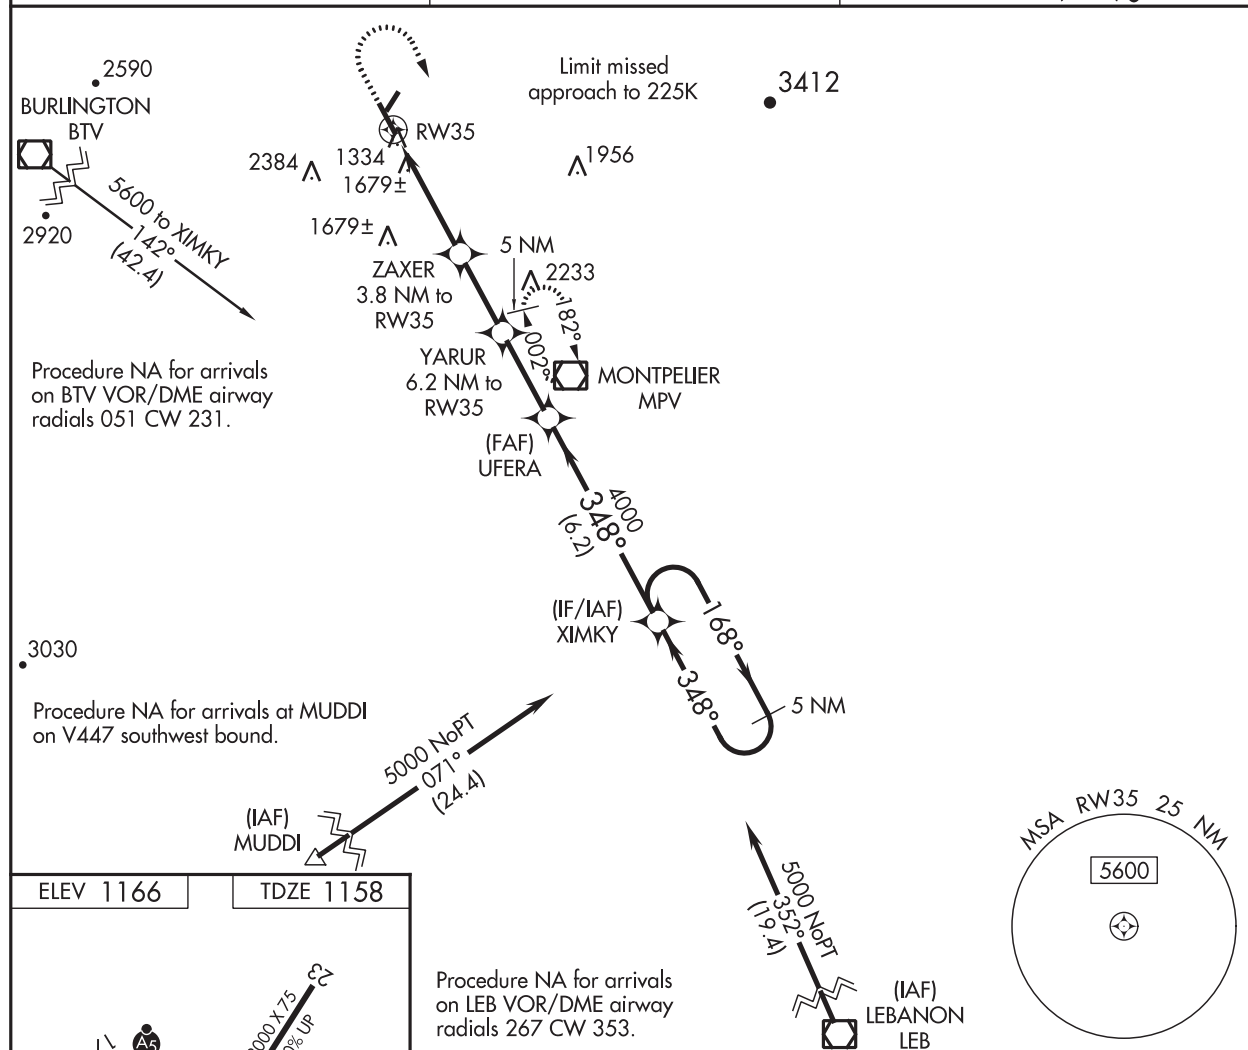 Limit missed
approach to 225K
3412
2590
BURLINGTON
BTV
RW35
2384
1334
1679±
1956
5600 to XIMKY
142°
(42.4)
2920
1679±
5 NM
2233
ZAXER
3.8 NM to
RW35
182°
002°
YARUR
6.2 NM to
RW35
MONTPELIER
MPV
Procedure NA for arrivals
on BTV VOR/DME airway
radials 051 CW 231.
(FAF)
UFERA
4000
348°
(6.2)
(IF/IAF)
XIMKY
168°
348°
5 NM
3030
Procedure NA for arrivals at MUDDI
on V447 southwest bound.
5000 NoPT
071°
(24.4)
(IAF)
MUDDI
MSA RW35 25 NM
5600
ELEV 1166
TDZE 1158
5000 NoPT
352°
(19.4)
Procedure NA for arrivals
on LEB VOR/DME airway
radials 267 CW 353.
(IAF)
LEBANON
LEB
23
000 X 75
0% UP
A5